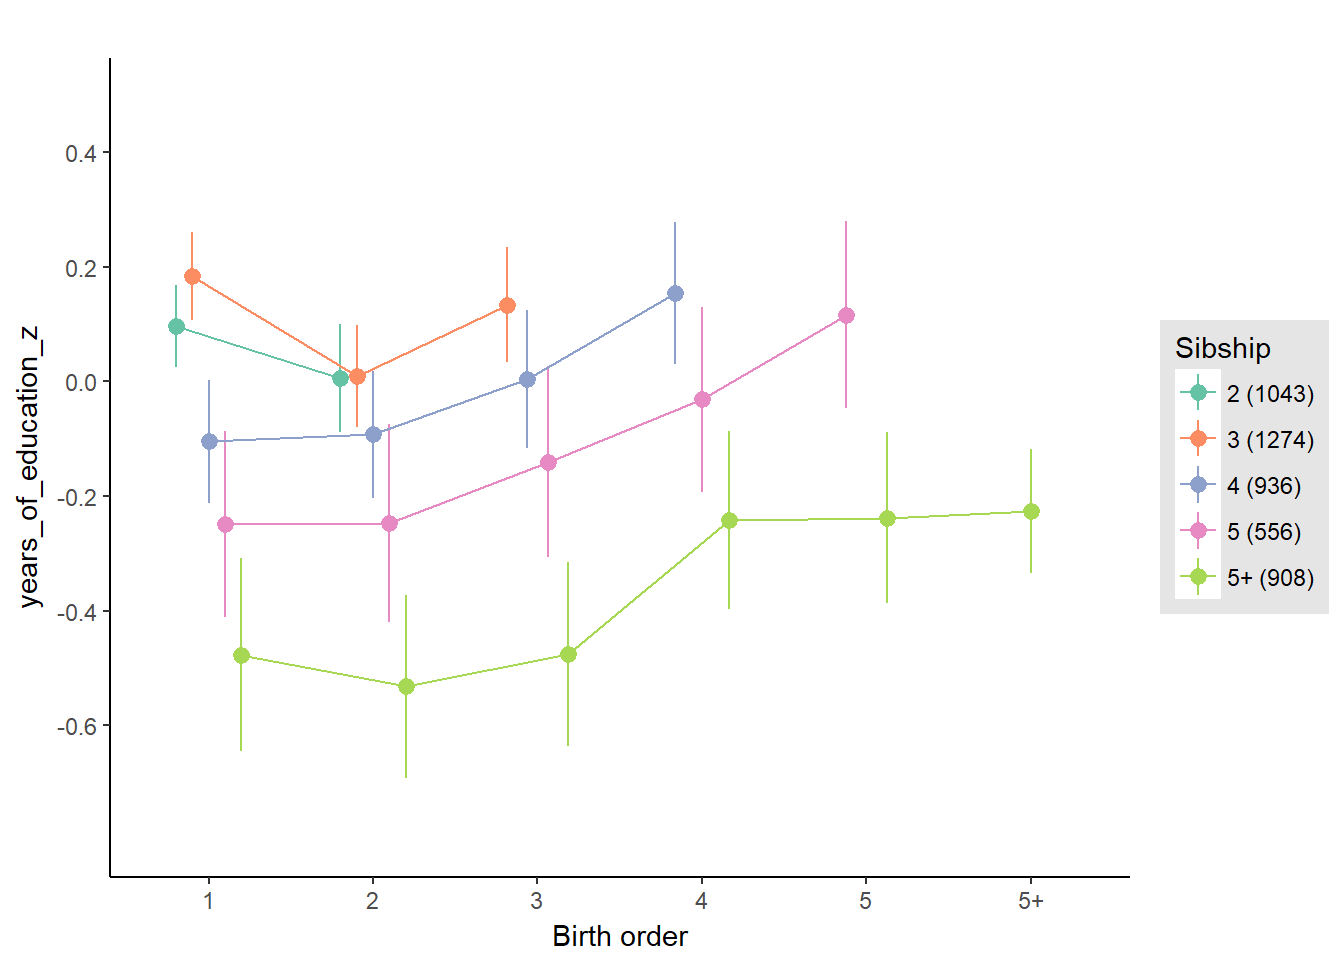 0.4
0.2
0.0
-0.2
-0.4
-0.6
years_of_education_z
1 2 3 4 5 5+
Birth order
Sibship
2 (1043)
3 (1274)
4 (936)
5 (556)
5+ (908)